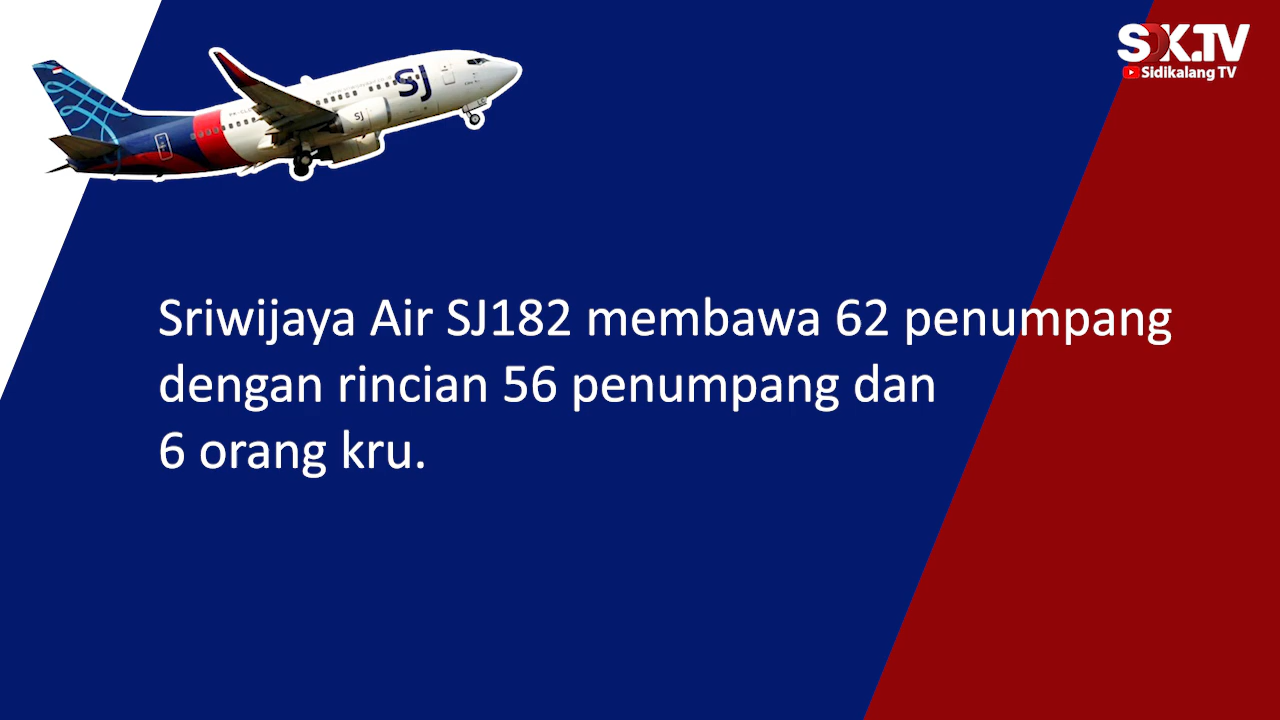 SDK.TV
Sidikalang TV
SJ
SJ
Sriwijaya Air SJ182 membawa 62 penumpang
dengan rincian 56 penumpang dan
6 orang kru.